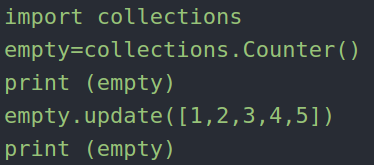 import collections
empty=collections.Counter()
print (empty)
empty.update([1,2,3,4,5])
print (empty)